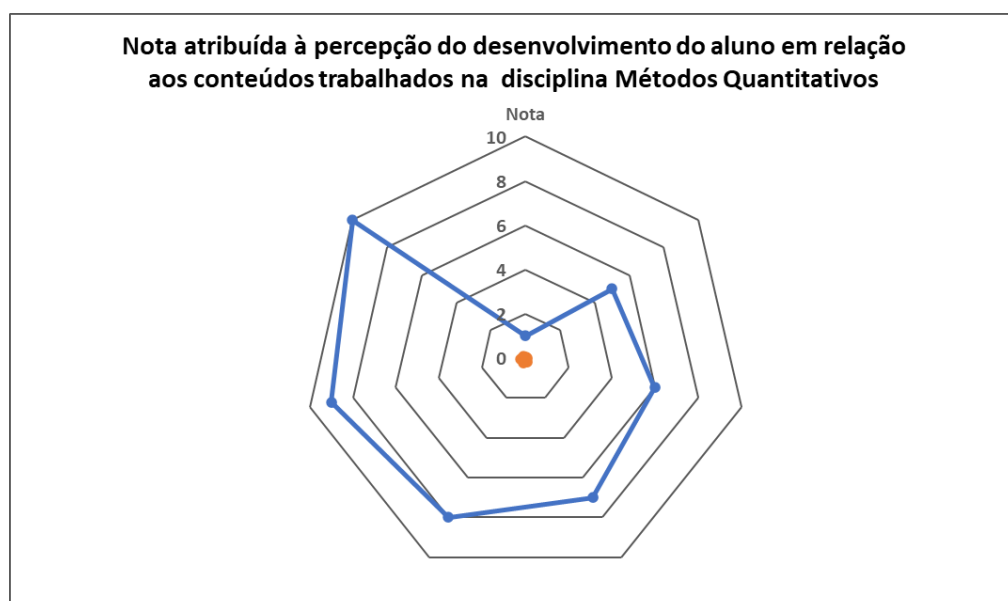 Nota atribuída à percepção do desenvolvimento do aluno em relação
aos conteúdos trabalhados na disciplina Métodos Quantitativos
Nota
10
8
6
4
2
0